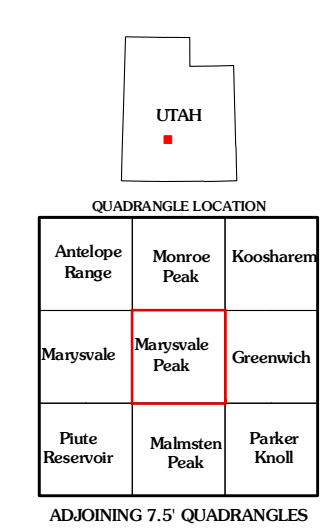 UTAH
QUADRANGLE LOCATION
Antelope
Range
Monroe
Peak
Koosharem
Marysvale
Marysvale
Peak
Greenwich
Piute
Reservoir
Malmsten
Peak
Parker
Knoll
ADJOINING 7.5' QUADRANGLES